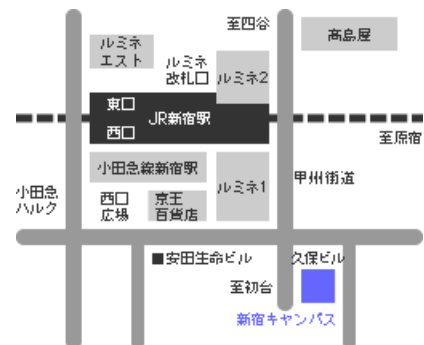 至四谷
高島屋
ルミネ
エスト
ルミネ
改札口
ルミネ2
東口
JR新宿駅
西口
至原宿
小田急線新宿駅
ルミネ1
甲州街道
小田急
ハルク
西口
広場
京王
百貨店
■安田生命ビル
久保ビル
至初台
新宿キャンパス